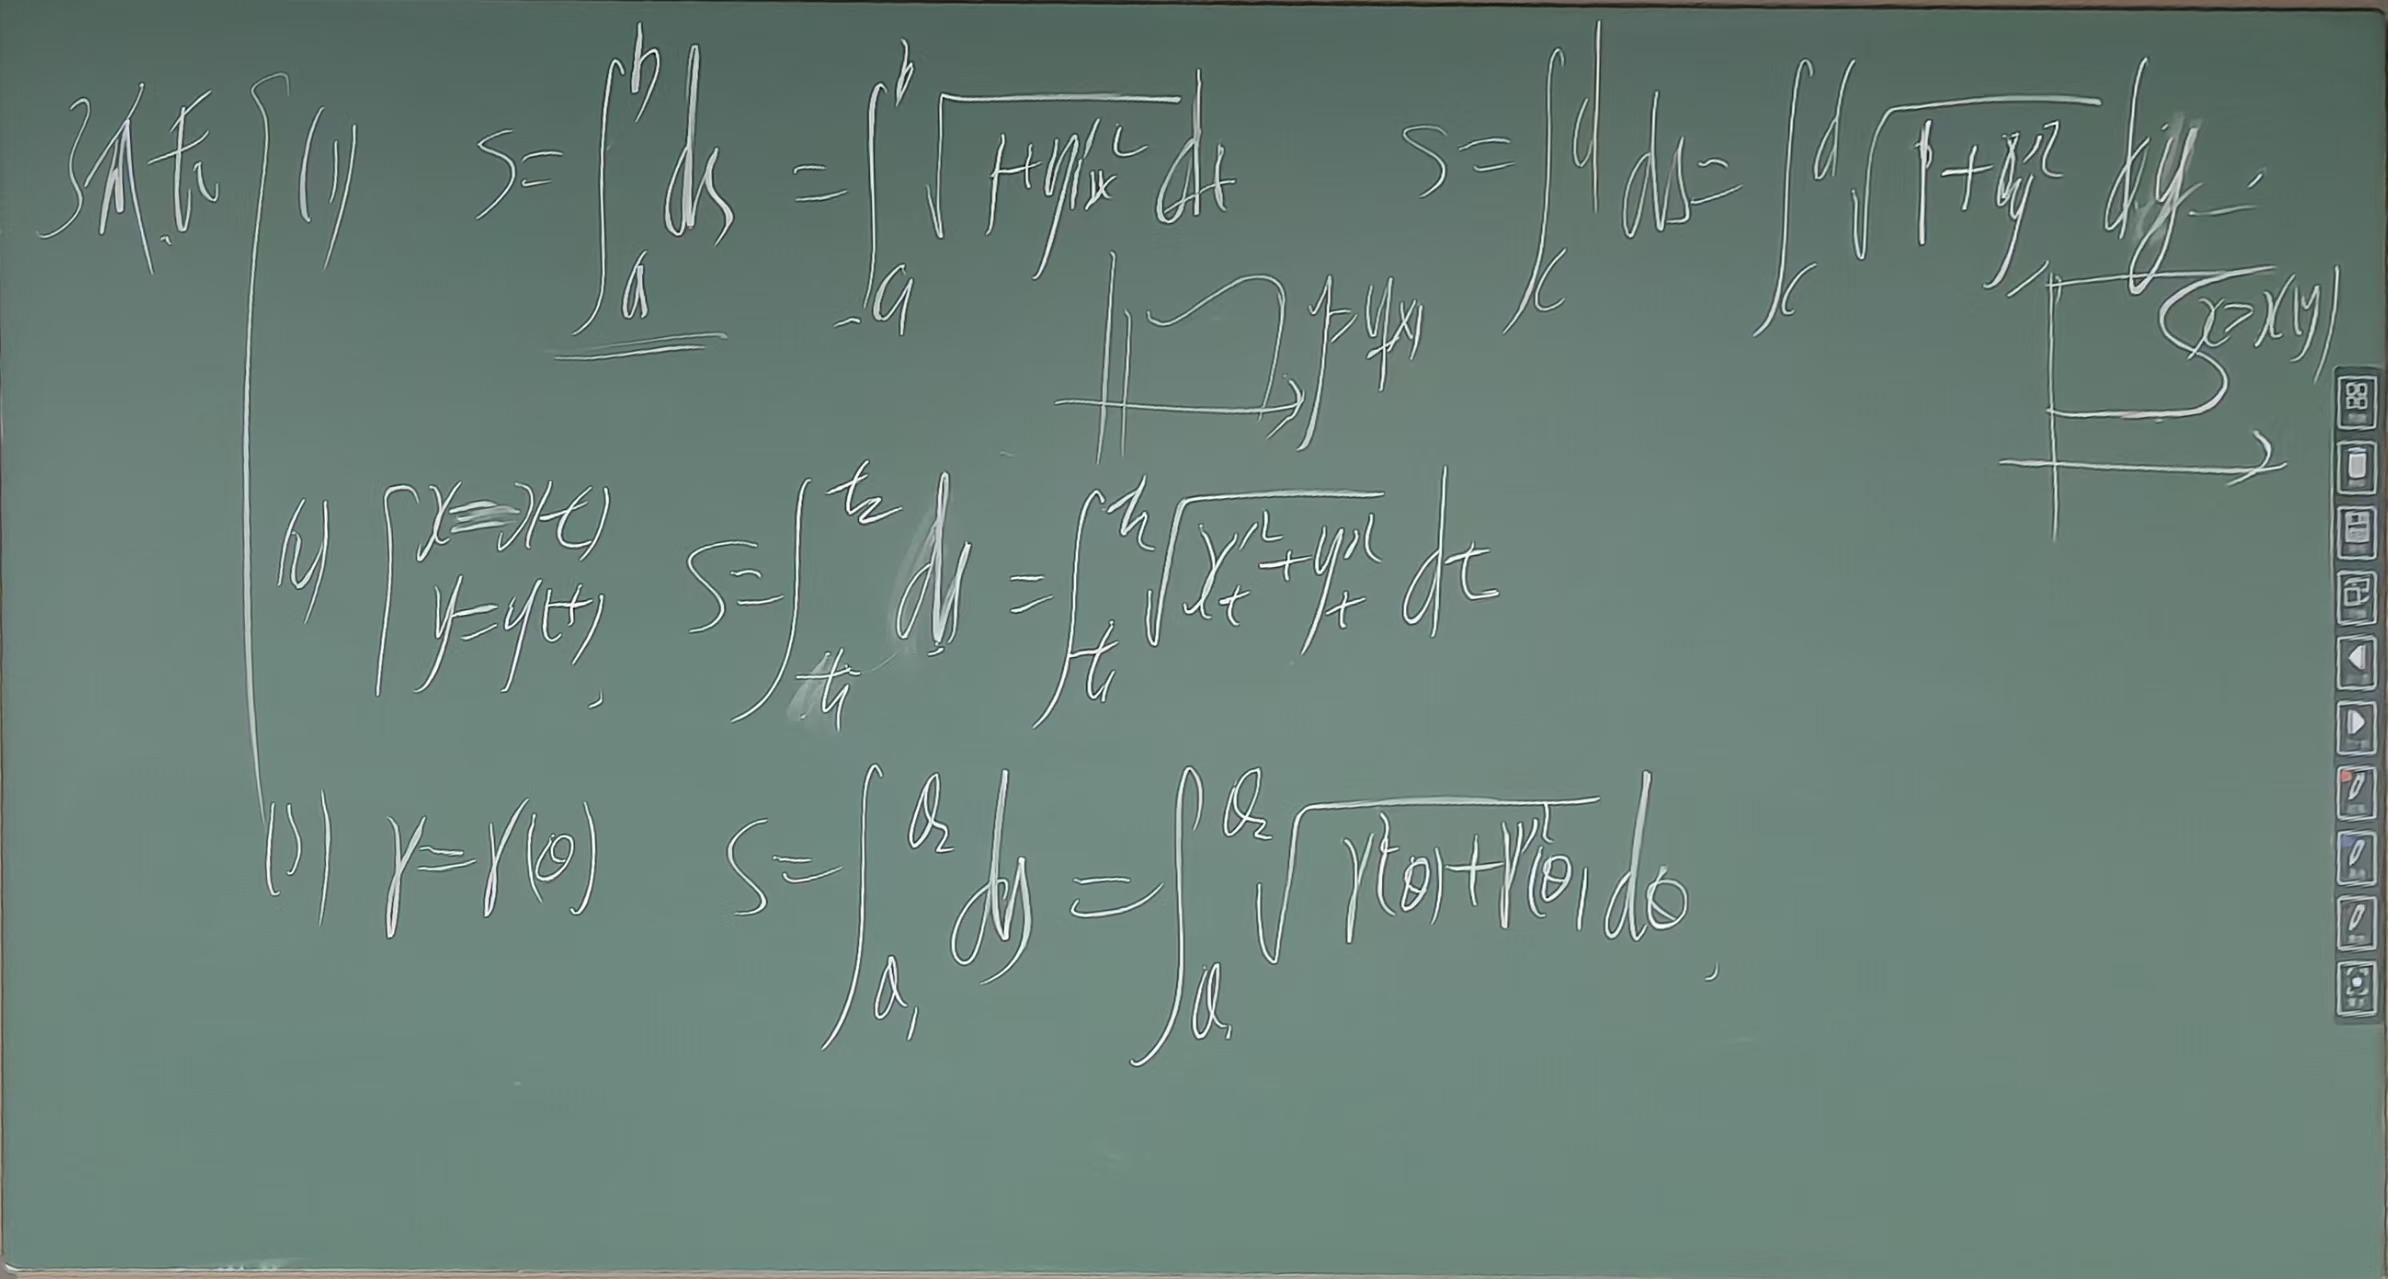 弧长 (1) S=∫_a^b ds = ∫_a^b √(1+y'_x²) dx S=∫_c^d ds = ∫_c^d √(1+x'_y²) dy
y=y(x) x=x(y)
(2) { x=x(t) y=y(t) S=∫_{t₁}^{t₂} ds = ∫_{t₁}^{t₂} √(x'_t²+y'_t²) dt
(3) r=r(θ) S=∫_{θ₁}^{θ₂} ds = ∫_{θ₁}^{θ₂} √(r²(θ)+r'²(θ)) dθ